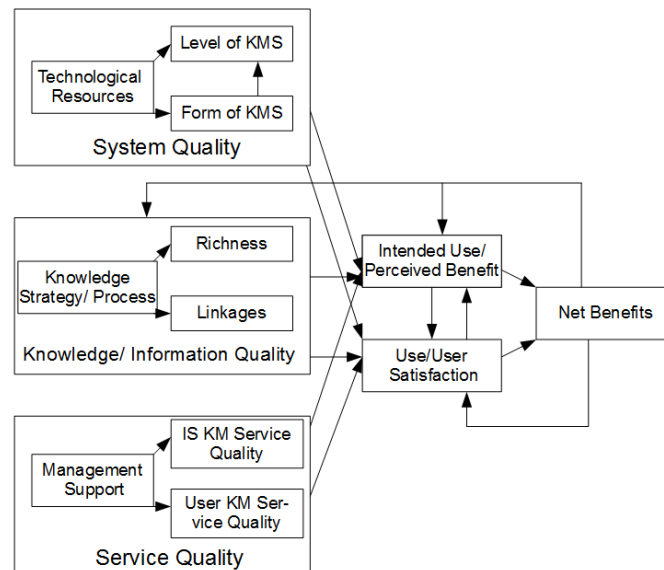 Level of KMS
Technological
Resources
Form of KMS
System Quality
Richness
Knowledge
Strategy/ Process
Linkages
Knowledge/ Information Quality
Intended Use/
Perceived Benefit
Net Benefits
Use/User
Satisfaction
IS KM Service
Quality
Management
Support
User KM Ser-
vice Quality
Service Quality